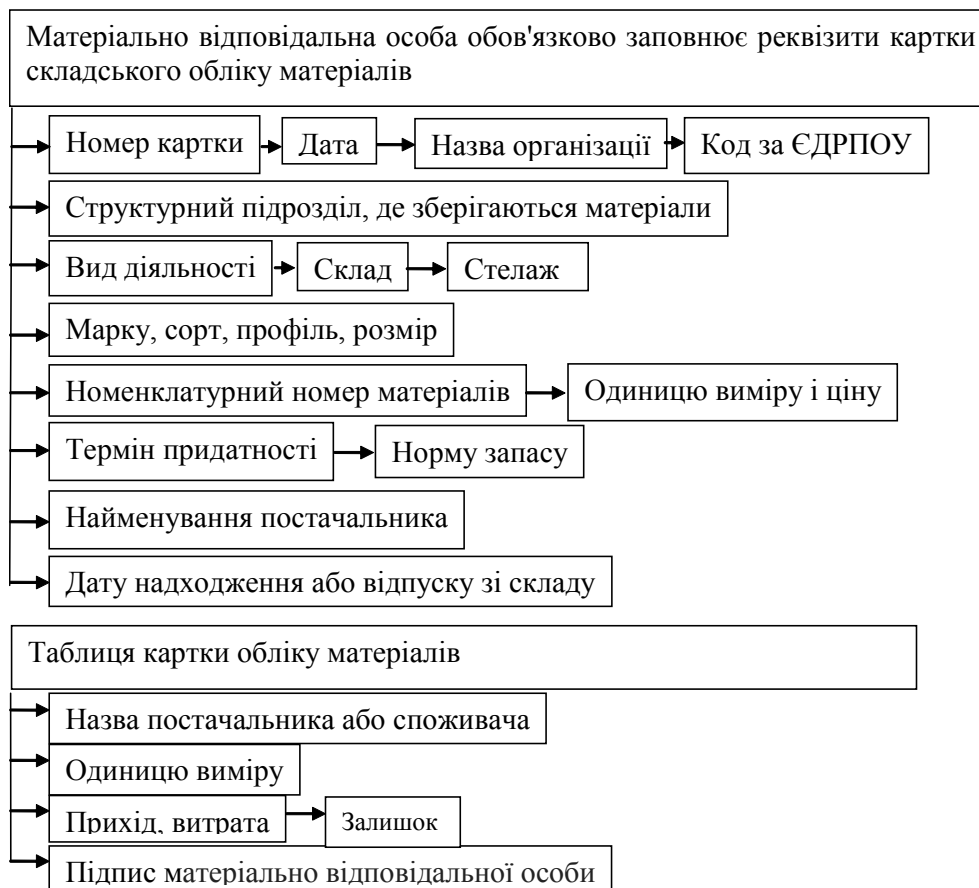 Матеріально відповідальна особа обов'язково заповнює реквізити картки
складського обліку матеріалів
Номер картки Дата Назва організації Код за ЄДРПОУ
Структурний підрозділ, де зберігаються матеріали
Вид діяльності Склад Стелаж
Марку, сорт, профіль, розмір
Номенклатурний номер матеріалів Одиницю виміру і ціну
Термін придатності Норму запасу
Найменування постачальника
Дату надходження або відпуску зі складу
Таблиця картки обліку матеріалів
Назва постачальника або споживача
Одиницю виміру
Прихід, витрата Залишок
Підпис матеріально відповідальної особи